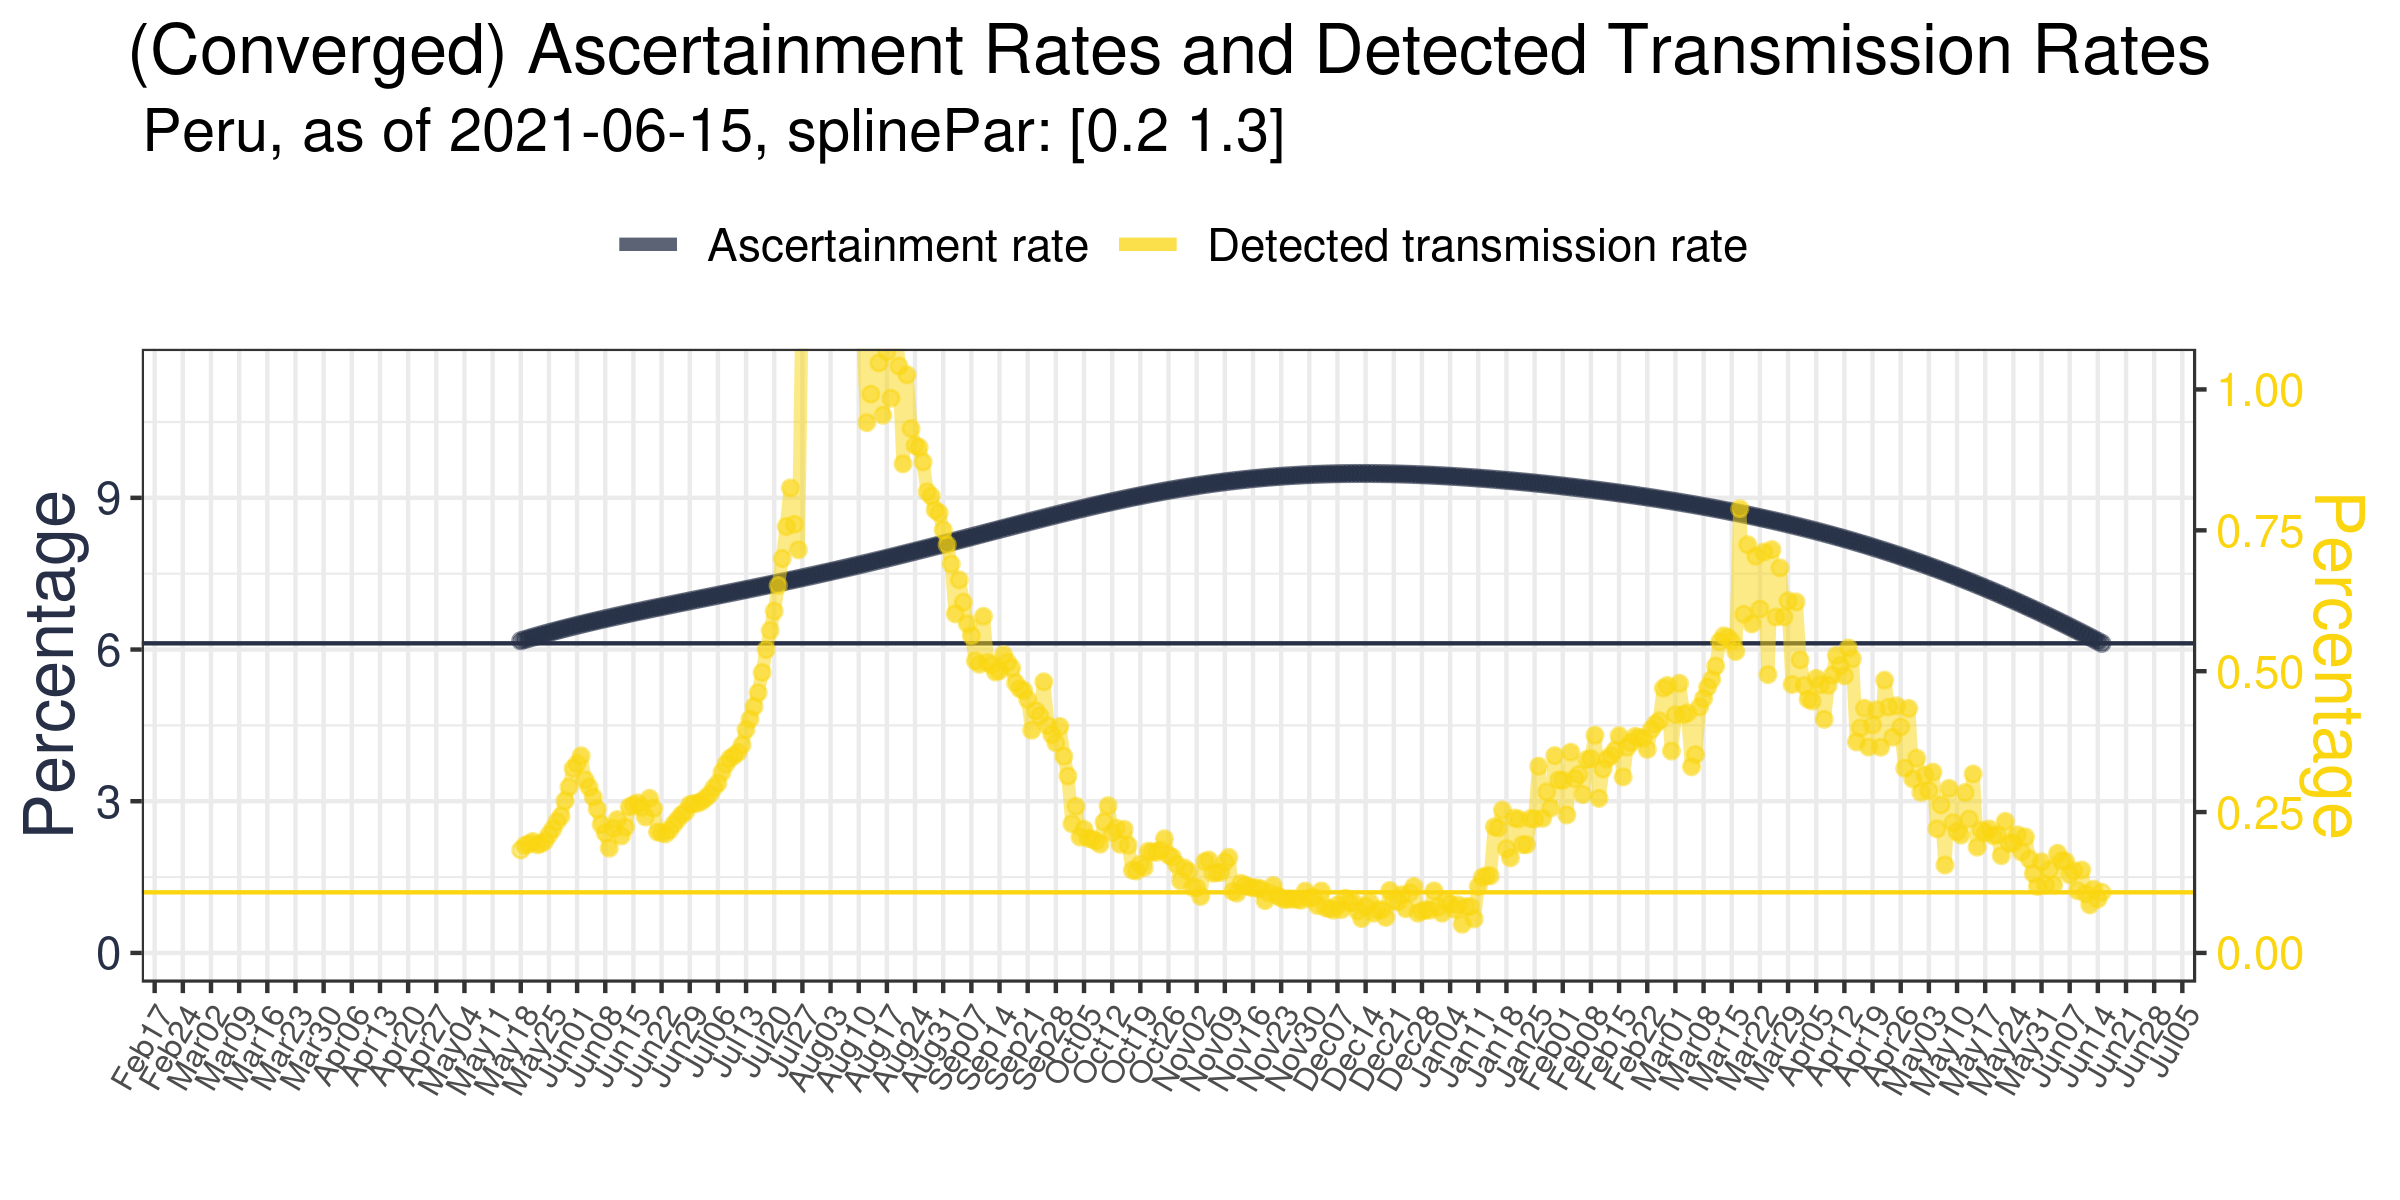 (Converged) Ascertainment Rates and Detected Transmission Rates
Peru, as of 2021-06-15, splinePar: [0.2 1.3]
Ascertainment rate Detected transmission rate
Percentage
9
6
3
0
1.00
0.75
0.50
0.25
0.00
Percentage
Feb17 Feb24 Mar02 Mar09 Mar16 Mar23 Mar30 Apr06 Apr13 Apr20 Apr27 May04 May11 May18 May25 Jun01 Jun08 Jun15 Jun22 Jun29 Jul06 Jul13 Jul20 Jul27 Aug03 Aug10 Aug17 Aug24 Aug31 Sep07 Sep14 Sep21 Sep28 Oct05 Oct12 Oct19 Oct26 Nov02 Nov09 Nov16 Nov23 Nov30 Dec07 Dec14 Dec21 Dec28 Jan04 Jan11 Jan18 Jan25 Feb01 Feb08 Feb15 Feb22 Mar01 Mar08 Mar15 Mar22 Mar29 Apr05 Apr12 Apr19 Apr26 May03 May10 May17 May24 May31 Jun07 Jun14 Jun21 Jun28 Jul05